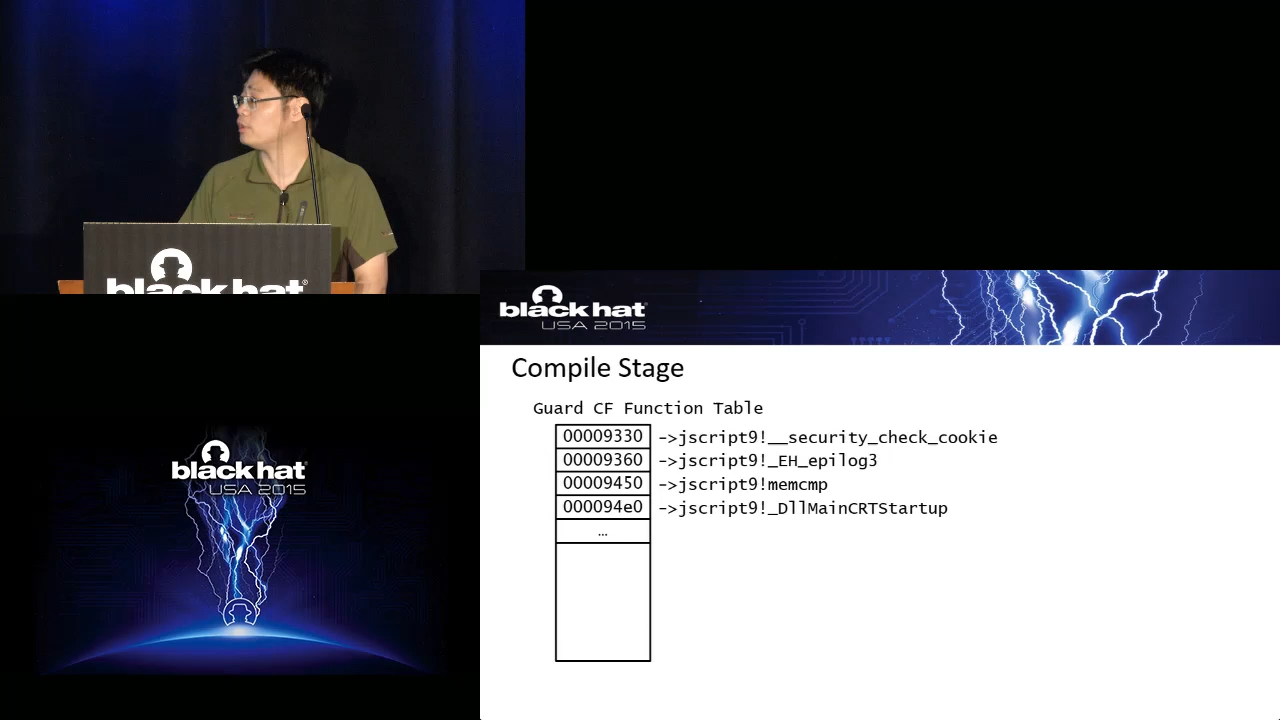 black hat®
black hat
USA 2015
Compile Stage
Guard CF Function Table
00009330 ->jscript9!__security_check_cookie
00009360 ->jscript9!_EH_epilog3
00009450 ->jscript9!memcmp
000094e0 ->jscript9!_DllMainCRTStartup
…
black hat
USA 2015